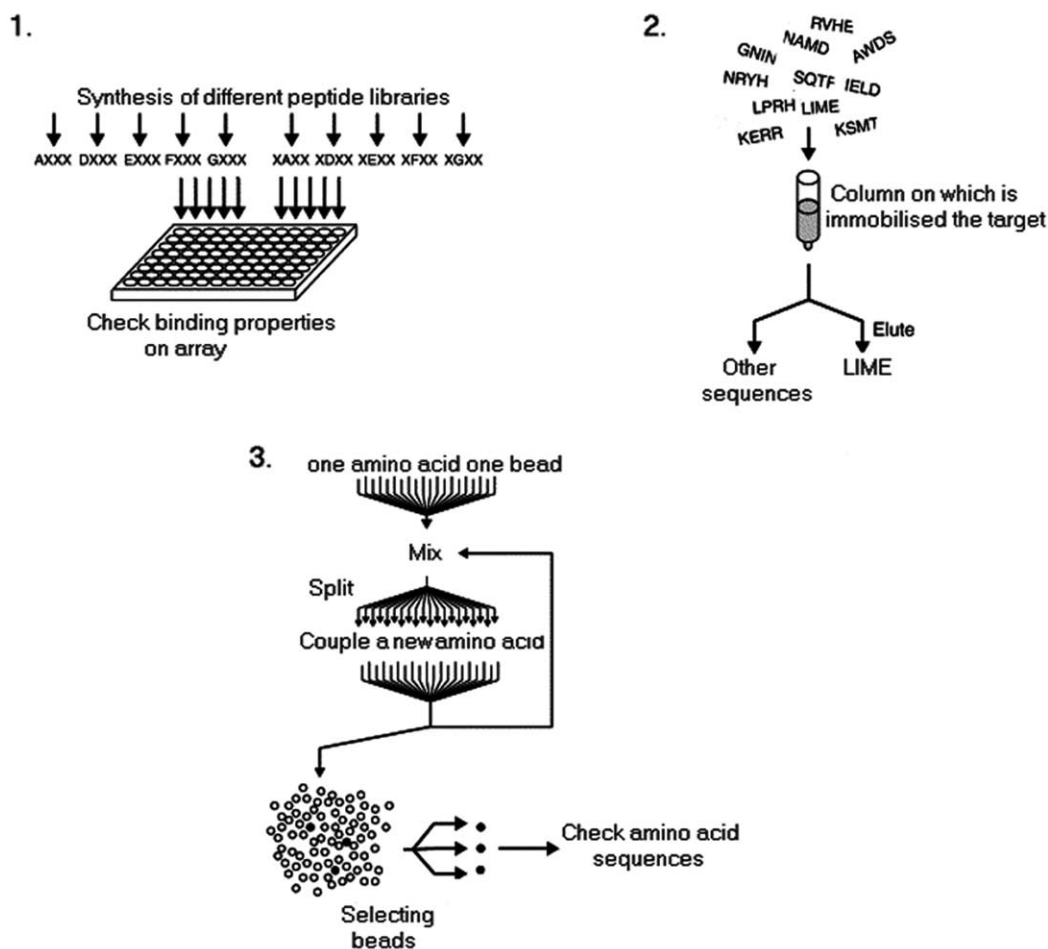 1.
Synthesis of different peptide libraries
AXXX DXXX EXXX FXXX GXXX XAXX XDXX XEXX XFXX XGXX
Check binding properties
on array
2.
RVHE
NAMD
AWDS
GNIN
NRYH
SQTF
IELD
LPRH
LIME
KERR
KSMT
Column on which is
immobilised the target
Elute
Other
sequences
LIME
3.
one amino acid one bead
Mix
Split
Couple a new amino acid
Selecting
beads
Check amino acid
sequences